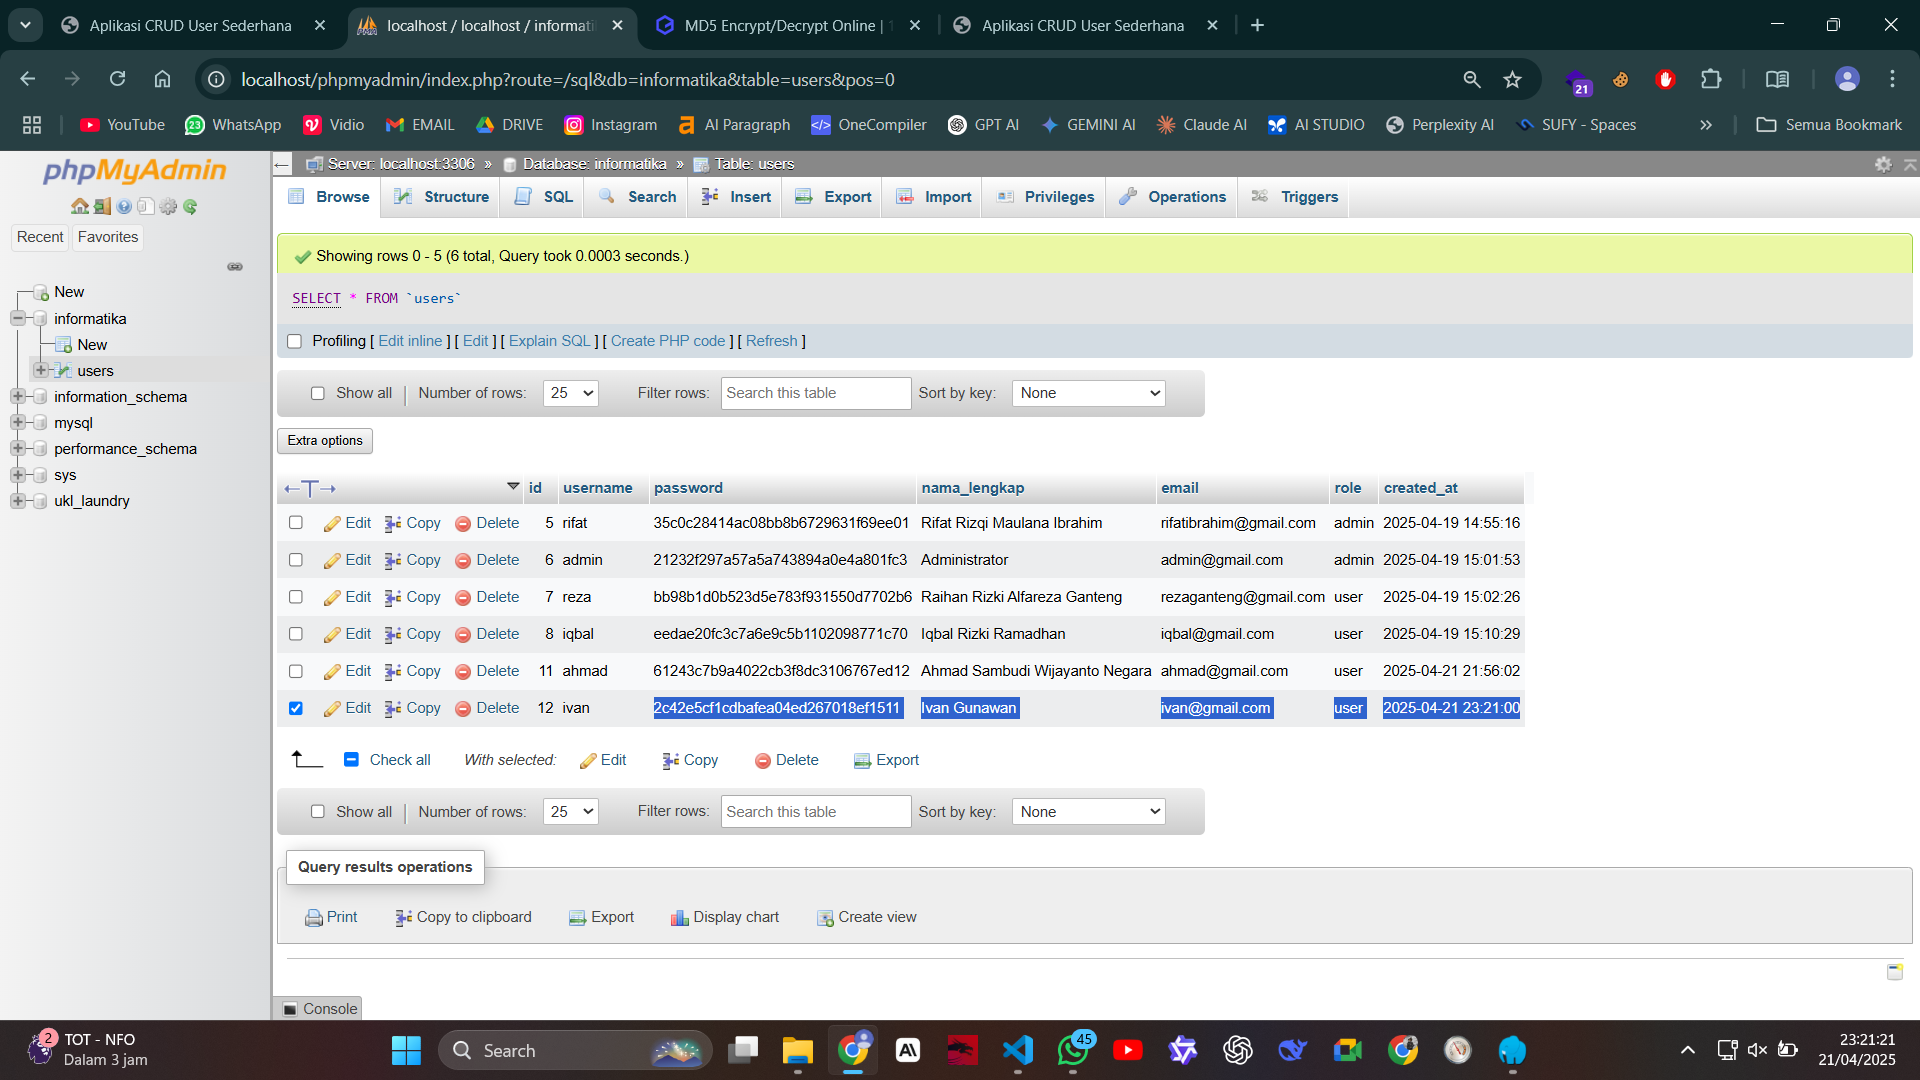 Aplikasi CRUD User Sederhana
localhost / localhost / informati
MD5 Encrypt/Decrypt Online |
Aplikasi CRUD User Sederhana
localhost/phpmyadmin/index.php?route=/sql&db=informatika&table=users&pos=0
21
YouTube
23
WhatsApp
Vidio
EMAIL
DRIVE
Instagram
AI Paragraph
OneCompiler
GPT AI
GEMINI AI
Claude AI
AI STUDIO
Perplexity AI
SUFY - Spaces
»
Semua Bookmark
phpMyAdmin
Recent
Favorites
New
informatika
New
users
information_schema
mysql
performance_schema
sys
ukl_laundry
Server: localhost:3306 » Database: informatika » Table: users
Browse Structure SQL Search Insert Export Import Privileges Operations Triggers
Showing rows 0 - 5 (6 total, Query took 0.0003 seconds.)
SELECT * FROM `users`
Profiling [ Edit inline ] [ Edit ] [ Explain SQL ] [ Create PHP code ] [ Refresh ]
Show all | Number of rows: 25 Filter rows: Search this table Sort by key: None
Extra options
←T→ id username password nama_lengkap email role created_at
Edit Copy Delete 5 rifat 35c0c28414ac08bb8b6729631f69ee01 Rifat Rizqi Maulana Ibrahim rifatibrahim@gmail.com admin 2025-04-19 14:55:16
Edit Copy Delete 6 admin 21232f297a57a5a743894a0e4a801fc3 Administrator admin@gmail.com admin 2025-04-19 15:01:53
Edit Copy Delete 7 reza bb98b1d0b523d5e783f931550d7702b6 Raihan Rizki Alfareza Ganteng rezaganteng@gmail.com user 2025-04-19 15:02:26
Edit Copy Delete 8 iqbal eedae20fc3c7a6e9c5b1102098771c70 Iqbal Rizki Ramadhan iqbal@gmail.com user 2025-04-19 15:10:29
Edit Copy Delete 11 ahmad 61243c7b9a4022cb3f8dc3106767ed12 Ahmad Sambudi Wijayanto Negara ahmad@gmail.com user 2025-04-21 21:56:02
Edit Copy Delete 12 ivan 2c42e5cf1cdbafea04ed267018ef1511 Ivan Gunawan ivan@gmail.com user 2025-04-21 23:21:00
Check all With selected: Edit Copy Delete Export
Show all | Number of rows: 25 Filter rows: Search this table Sort by key: None
Query results operations
Print Copy to clipboard Export Display chart Create view
Console
2
TOT - NFO
Dalam 3 jam
Search
45
23:21:21
21/04/2025